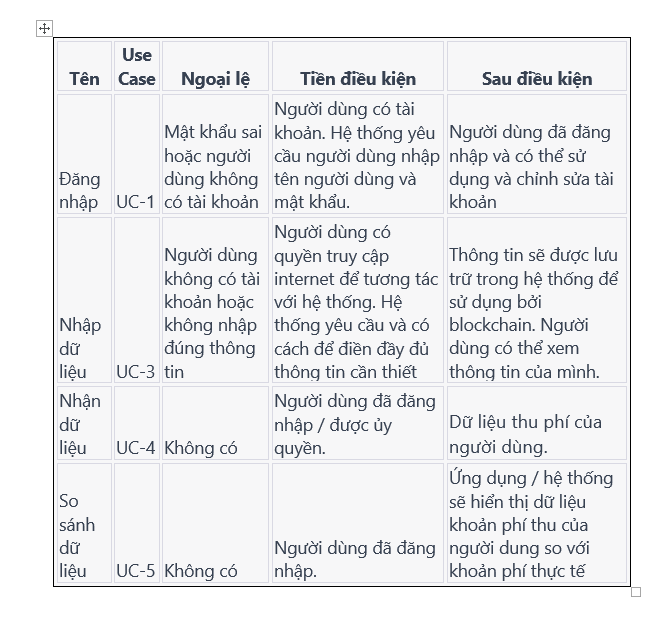 Tên
Use
Case
Ngoại lệ
Tiền điều kiện
Sau điều kiện
Đăng
nhập
UC-1
Mật khẩu sai
hoặc người
dùng không
có tài khoản
Người dùng có tài
khoản. Hệ thống yêu
cầu người dùng nhập
tên người dùng và
mật khẩu.
Người dùng đã đăng
nhập và có thể sử
dụng và chỉnh sửa tài
khoản
Nhập
dữ
liệu
UC-3
Người dùng
không có tài
khoản hoặc
không nhập
đúng thông
tin
Người dùng có
quyền truy cập
internet để tương tác
với hệ thống. Hệ
thống yêu cầu và có
cách để điền đầy đủ
thông tin cần thiết
Thông tin sẽ được lưu
trữ trong hệ thống để
sử dụng bởi
blockchain. Người
dùng có thể xem
thông tin của mình.
Nhận
dữ
liệu
UC-4
Không có
Người dùng đã đăng
nhập / được ủy
quyền.
Dữ liệu thu phí của
người dùng.
So
sánh
dữ
liệu
UC-5
Không có
Người dùng đã đăng
nhập.
Ứng dụng / hệ thống
sẽ hiển thị dữ liệu
khoản phí thu của
người dung so với
khoản phí thực tế